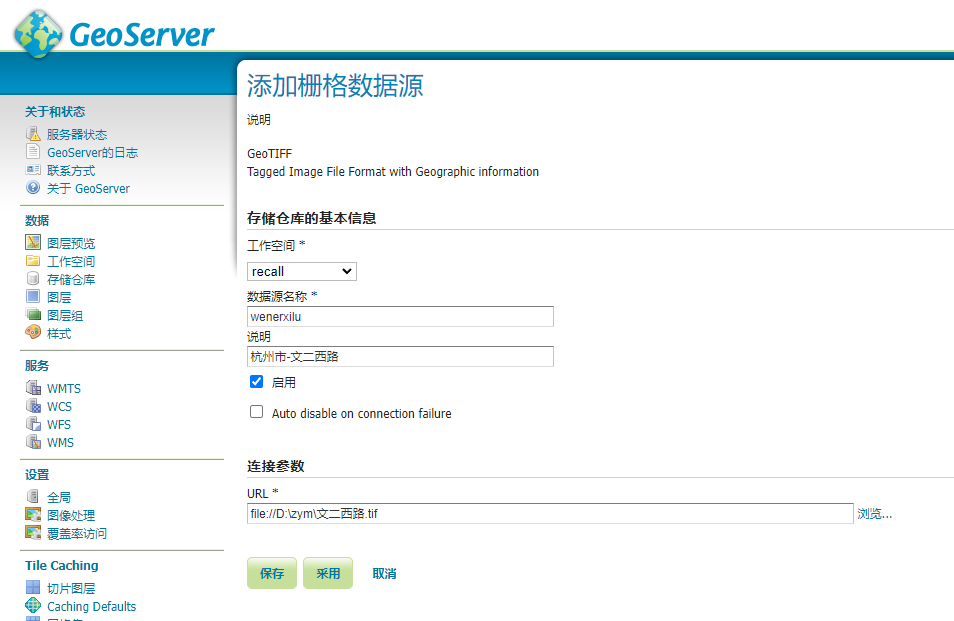 GeoServer
添加栅格数据源
说明
GeoTIFF
Tagged Image File Format with Geographic information
存储仓库的基本信息
工作空间 *
recall
数据源名称 *
wenerxilu
说明
杭州市-文二西路
启用
Auto disable on connection failure
连接参数
URL *
file://D:\zym\文二西路.tif
浏览...
保存
采用
取消
关于和状态
服务器状态
GeoServer的日志
联系方式
关于 GeoServer
数据
图层预览
工作空间
存储仓库
图层
图层组
样式
服务
WMTS
WCS
WFS
WMS
设置
全局
图像处理
覆盖率访问
Tile Caching
切片图层
Caching Defaults